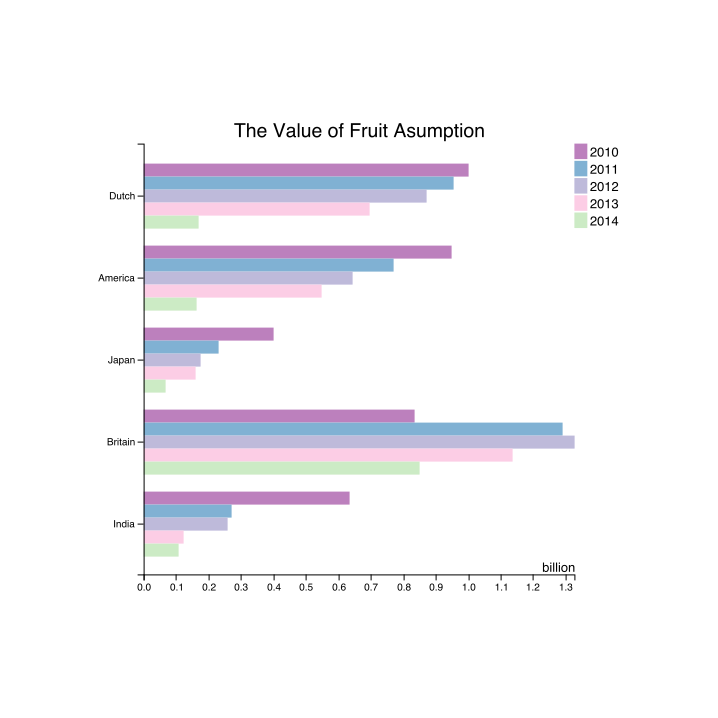 The Value of Fruit Asumption
2010
2011
2012
2013
2014
Dutch
America
Japan
Britain
India
billion
0.0 0.1 0.2 0.3 0.4 0.5 0.6 0.7 0.8 0.9 1.0 1.1 1.2 1.3